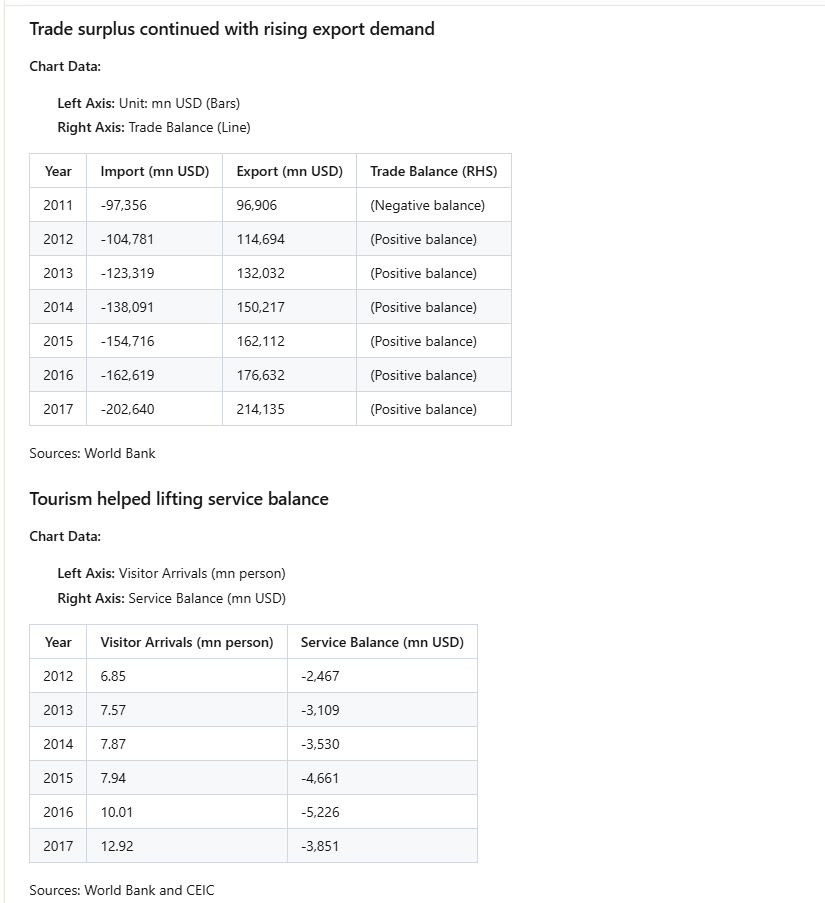 Trade surplus continued with rising export demand
Chart Data:
Left Axis: Unit: mn USD (Bars)
Right Axis: Trade Balance (Line)
Year Import (mn USD) Export (mn USD) Trade Balance (RHS)
2011 -97,356 96,906 (Negative balance)
2012 -104,781 114,694 (Positive balance)
2013 -123,319 132,032 (Positive balance)
2014 -138,091 150,217 (Positive balance)
2015 -154,716 162,112 (Positive balance)
2016 -162,619 176,632 (Positive balance)
2017 -202,640 214,135 (Positive balance)
Sources: World Bank
Tourism helped lifting service balance
Chart Data:
Left Axis: Visitor Arrivals (mn person)
Right Axis: Service Balance (mn USD)
Year Visitor Arrivals (mn person) Service Balance (mn USD)
2012 6.85 -2,467
2013 7.57 -3,109
2014 7.87 -3,530
2015 7.94 -4,661
2016 10.01 -5,226
2017 12.92 -3,851
Sources: World Bank and CEIC